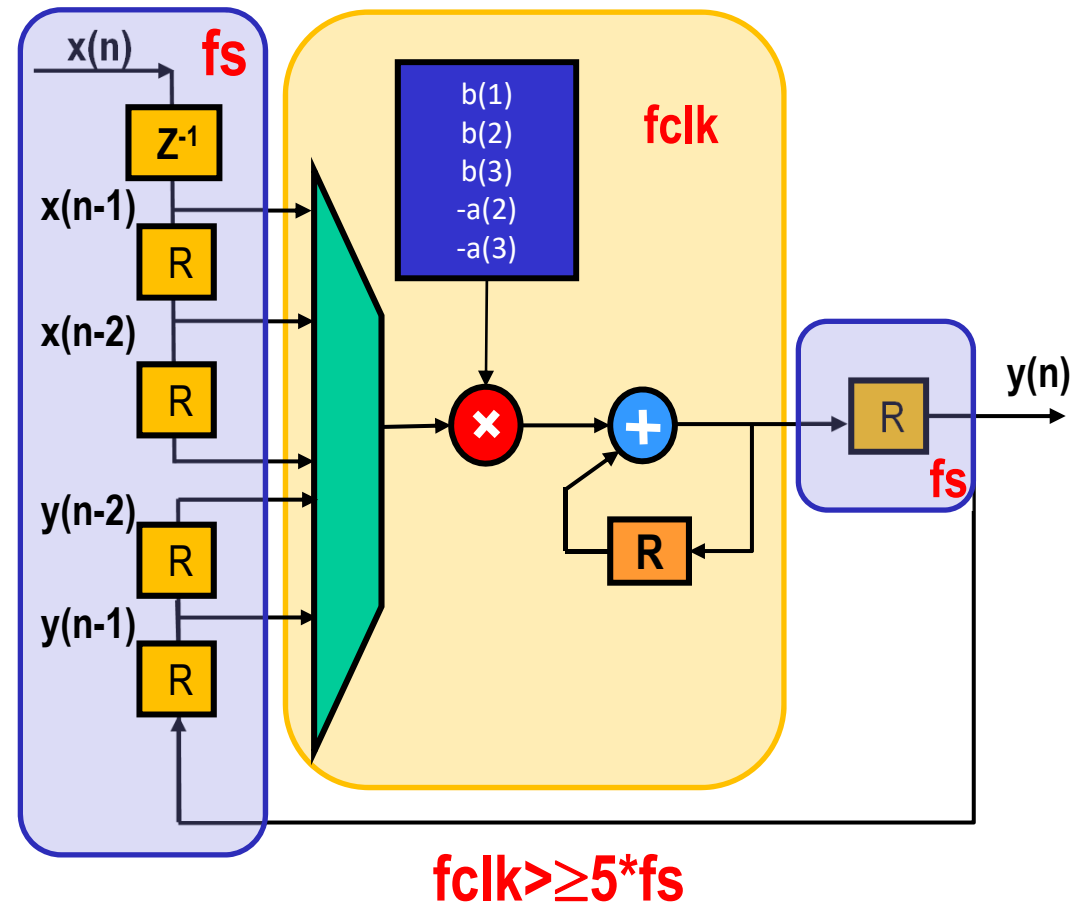 x(n)
fs
Z⁻¹
x(n-1)
R
x(n-2)
R
y(n-2)
R
y(n-1)
R
b(1)
b(2)
b(3)
-a(2)
-a(3)
fclk
×
+
R
R
y(n)
fs
fclk>≥5*fs